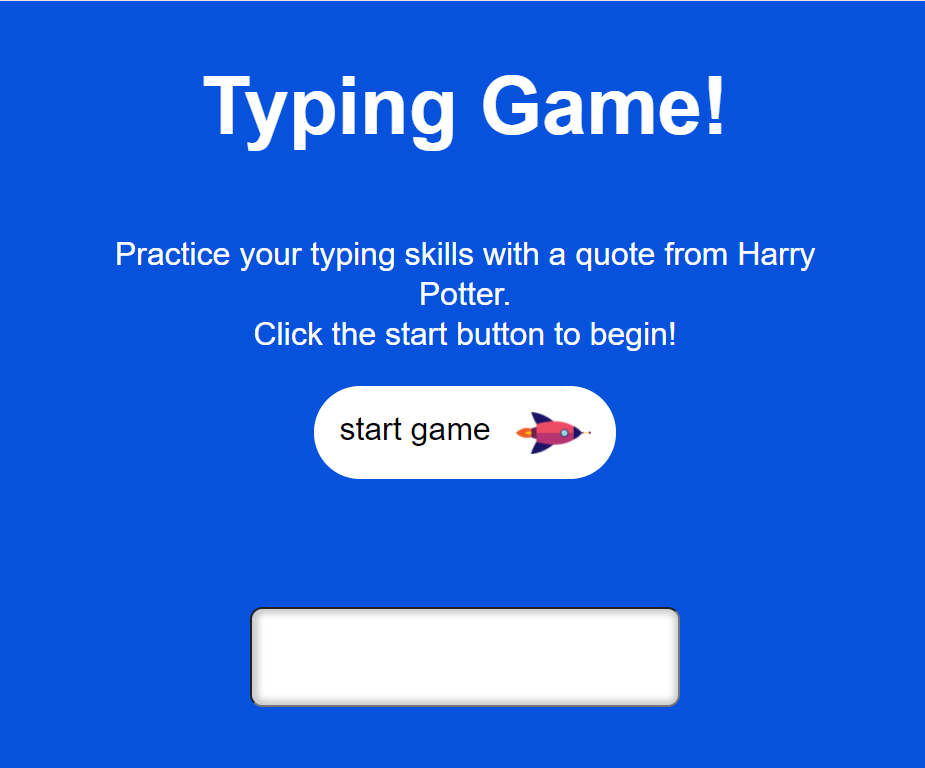 Typing Game!
Practice your typing skills with a quote from Harry
Potter.
Click the start button to begin!
start game